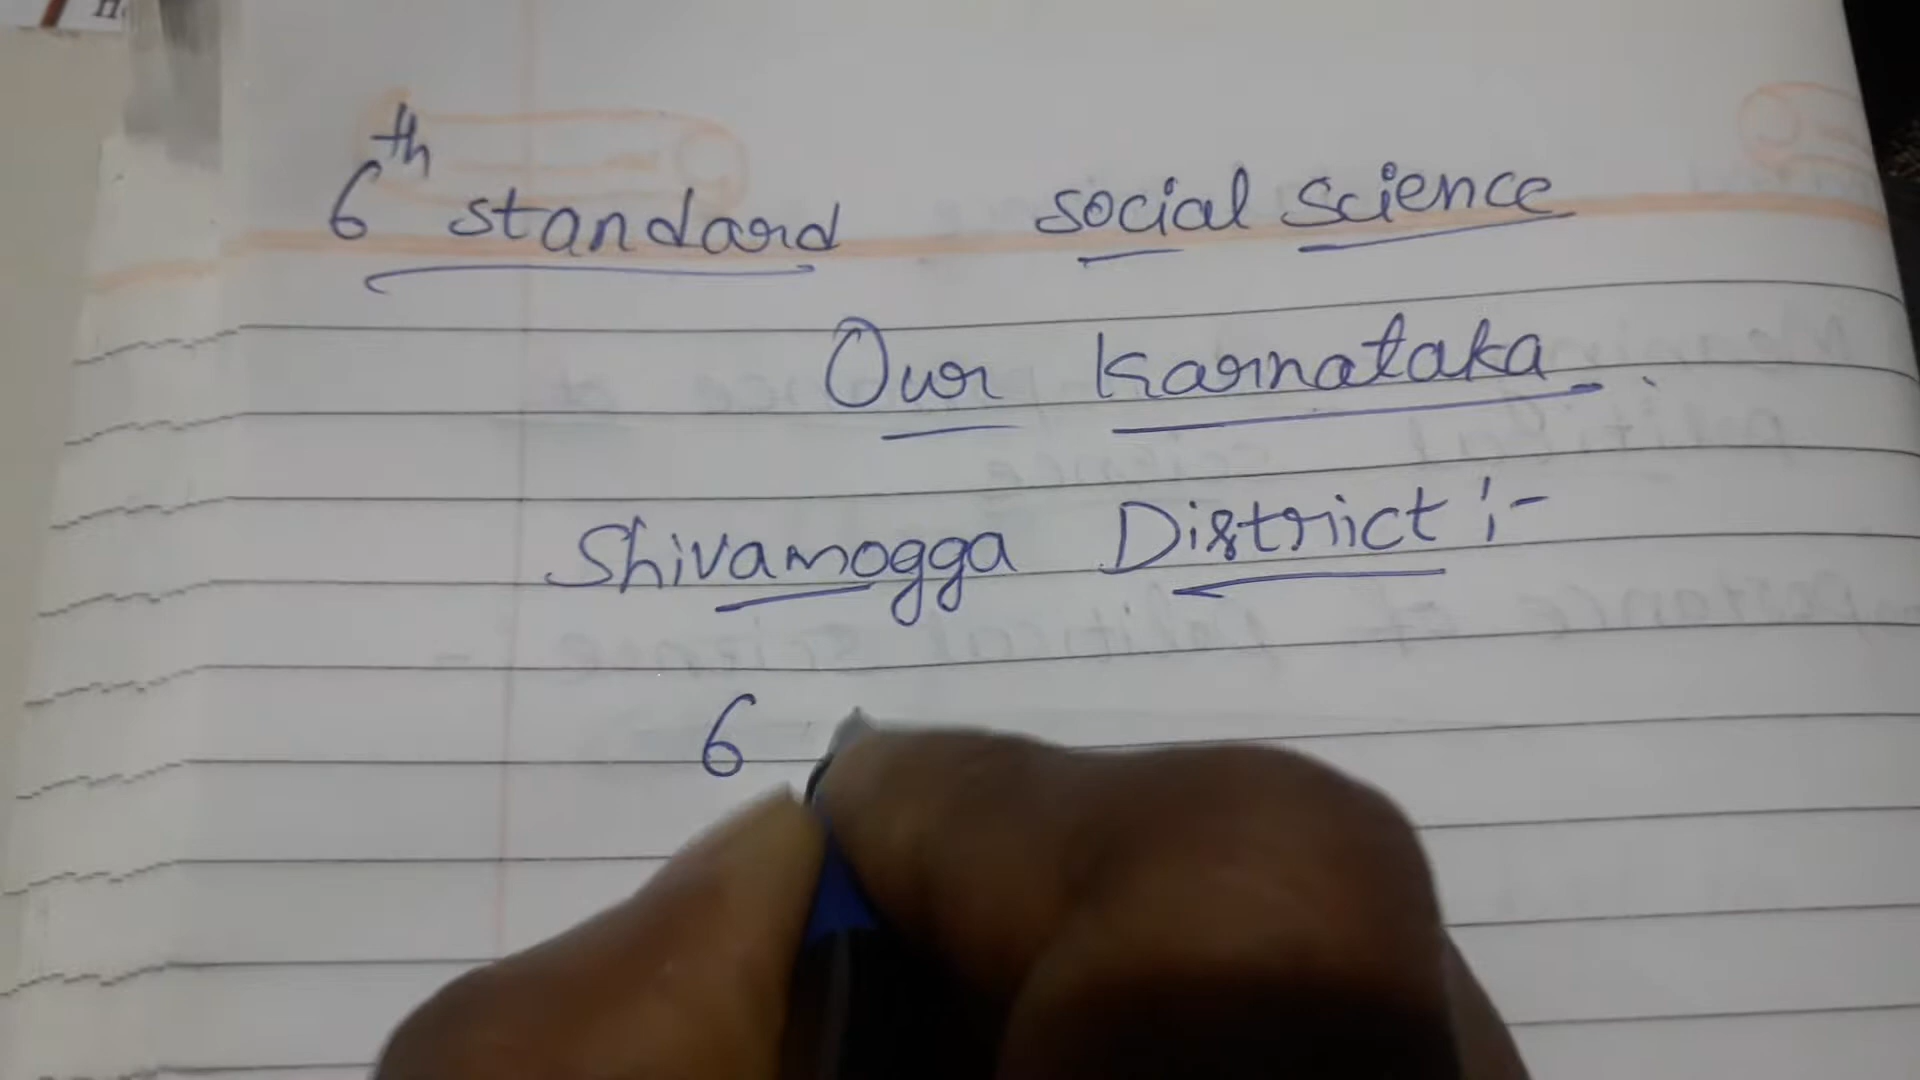 6th standard social science
Our Karnataka
Shivamogga District :-
6